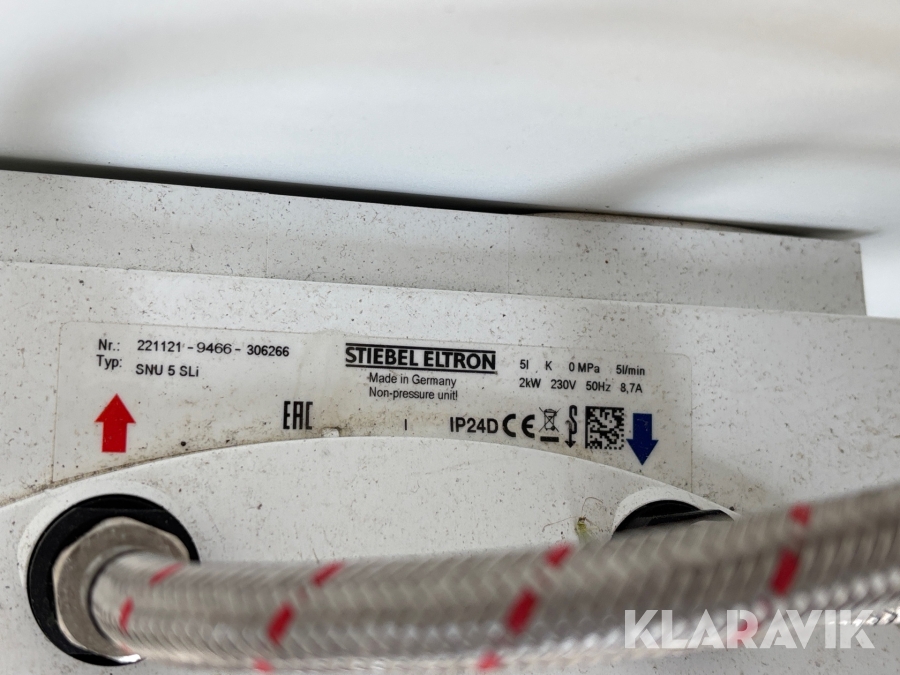 Nr.: 221121 - 9466 - 306266
Typ: SNU 5 SLi
STIEBEL ELTRON
Made in Germany
Non-pressure unit!
5l K 0 MPa 5l/min
2kW 230V 50Hz 8,7A
EAC
I
IP24D CE
KLARAVIK